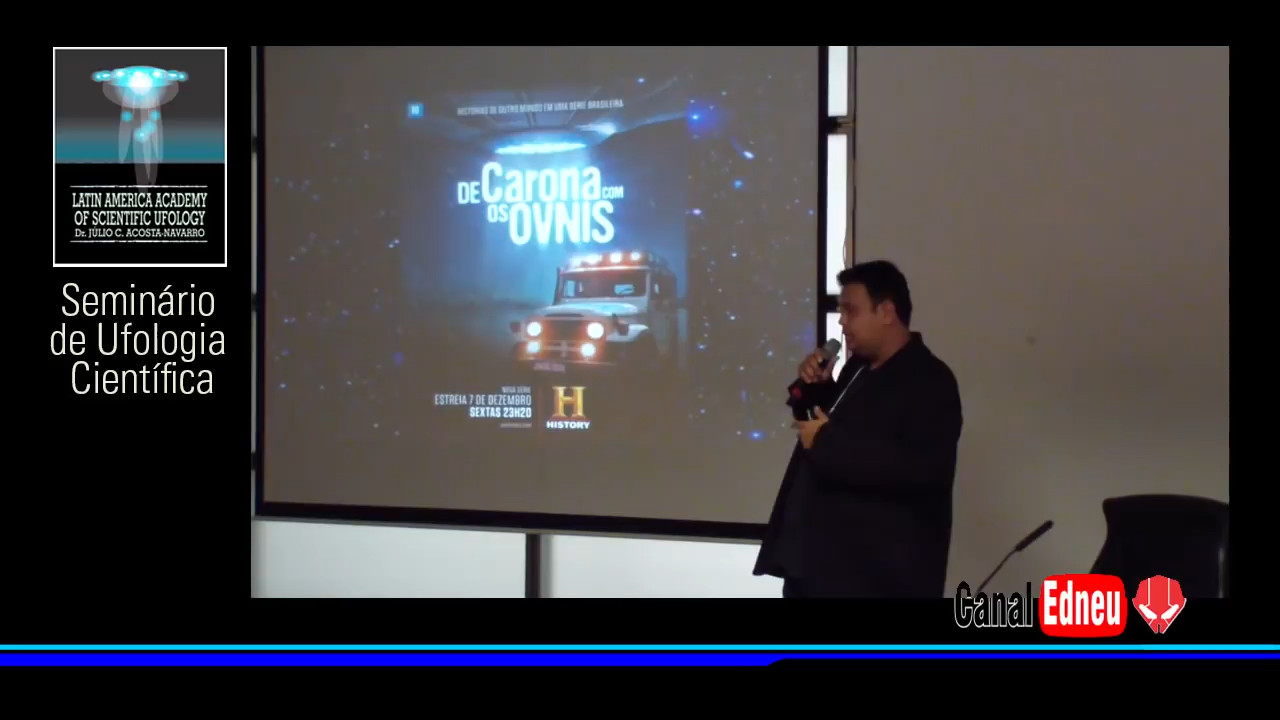 LATIN AMERICA ACADEMY
OF SCIENTIFIC UFOLOGY
Dr. JÚLIO C. ACOSTA-NAVARRO
Seminário
de Ufologia
Científica
10
HISTÓRIAS DE OUTRO MUNDO EM UMA SÉRIE BRASILEIRA
DE Carona COM
OS OVNIS
NOVA SÉRIE
ESTREIA 7 DE DEZEMBRO
SEXTAS 23H20
H
HISTORY
Canal Edneu